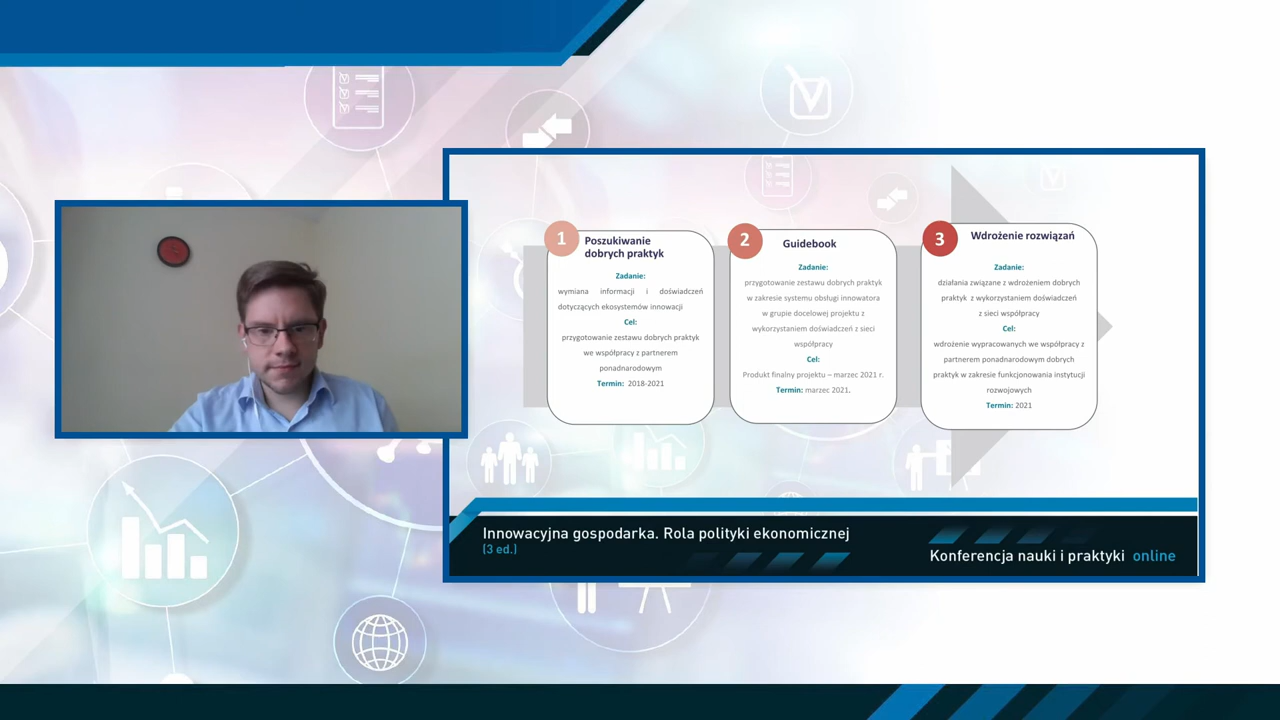 1
Poszukiwanie
dobrych praktyk
Zadanie:
wymiana informacji i doświadczeń
dotyczących ekosystemów innowacji
Cel:
przygotowanie zestawu dobrych praktyk
we współpracy z partnerem
ponadnarodowym
Termin: 2018-2021
2
Guidebook
Zadanie:
przygotowanie zestawu dobrych praktyk
w zakresie systemu obsługi innowatora
w grupie docelowej projektu z
wykorzystaniem doświadczeń z sieci
współpracy
Cel:
Produkt finalny projektu – marzec 2021 r.
Termin: marzec 2021,
3
Wdrożenie rozwiązań
Zadanie:
działania związane z wdrożeniem dobrych
praktyk z wykorzystaniem doświadczeń
z sieci współpracy
Cel:
wdrożenie wypracowanych we współpracy z
partnerem ponadnarodowym dobrych
praktyk w zakresie funkcjonowania instytucji
rozwojowych
Termin: 2021
Innowacyjna gospodarka. Rola polityki ekonomicznej
(3 ed.)
Konferencja nauki i praktyki online